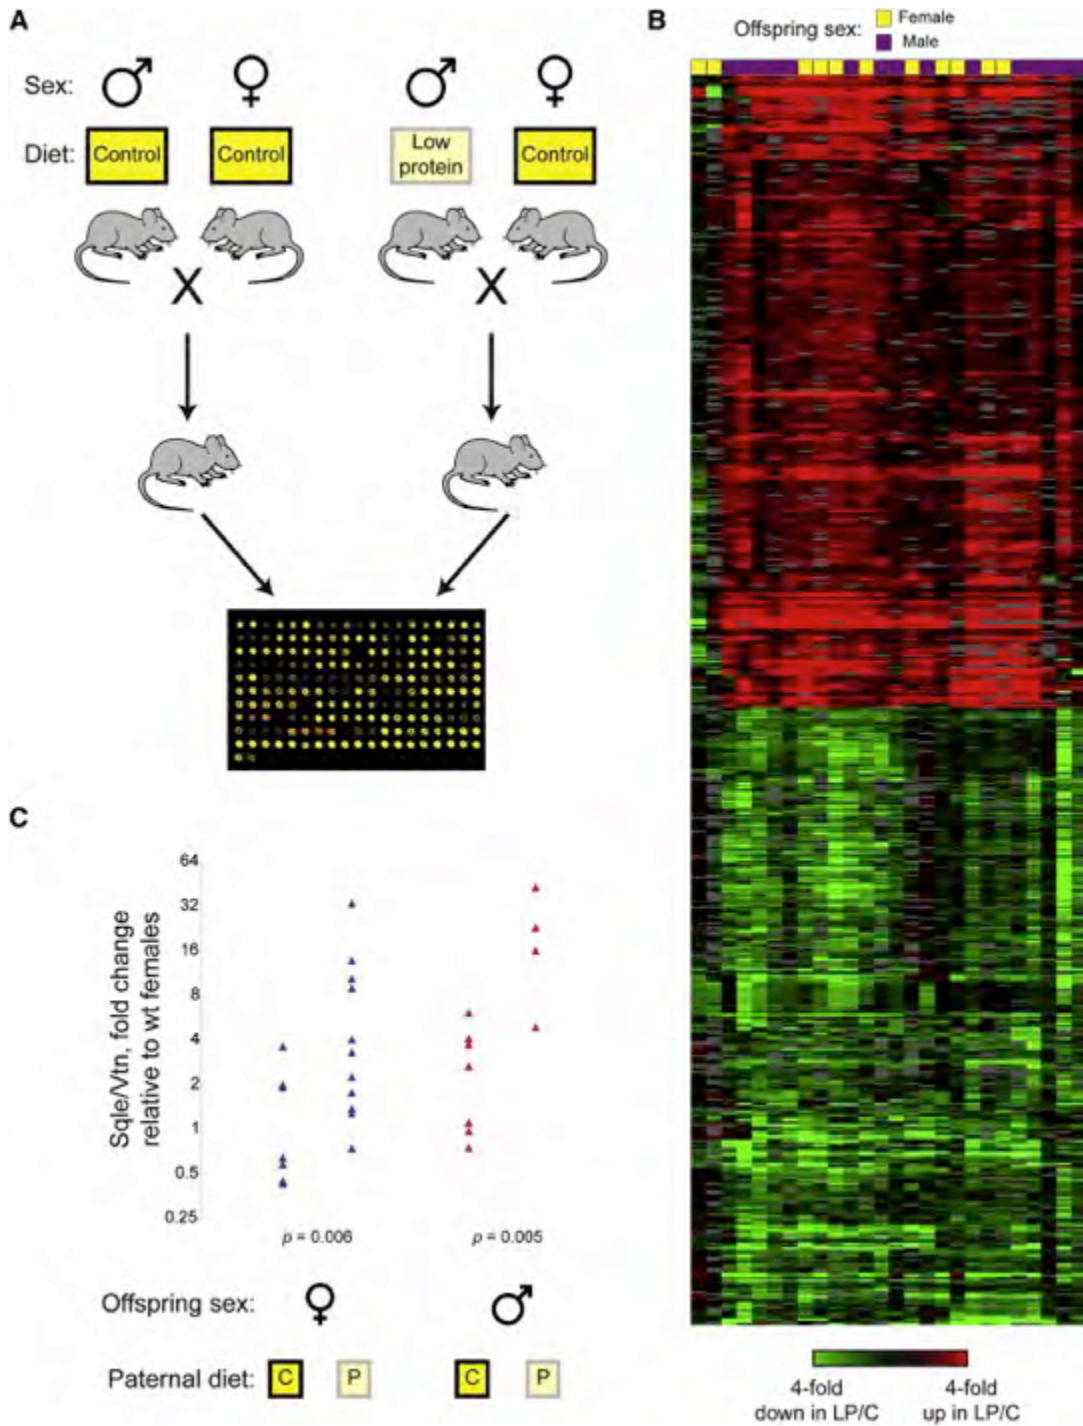 A
Sex: ♂ ♀ ♂ ♀
Diet: Control Control Low protein Control
X X
B
Offspring sex: Female
Male
4-fold down in LP/C
4-fold up in LP/C
C
Sqle/Vtn, fold change
relative to wt females
64
32
16
8
4
2
1
0.5
0.25
p = 0.006 p = 0.005
Offspring sex: ♀ ♂
Paternal diet: C P C P